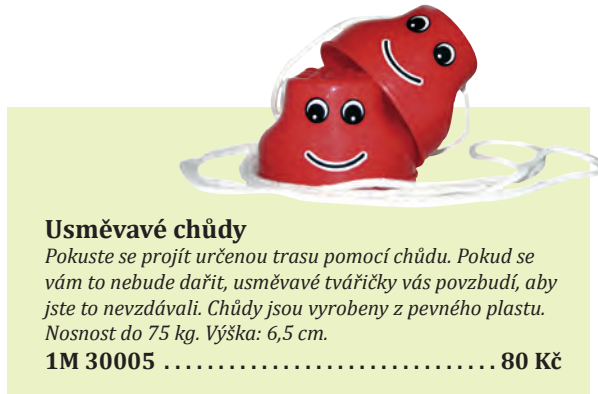 Usměvavé chůdy
Pokuste se projít určenou trasu pomocí chůdu. Pokud se
vám to nebude dařit, usměvavé tvářičky vás povzbudí, aby
jste to nevzdávali. Chůdy jsou vyrobeny z pevného plastu.
Nosnost do 75 kg. Výška: 6,5 cm.
1M 30005 ............................... 80 Kč